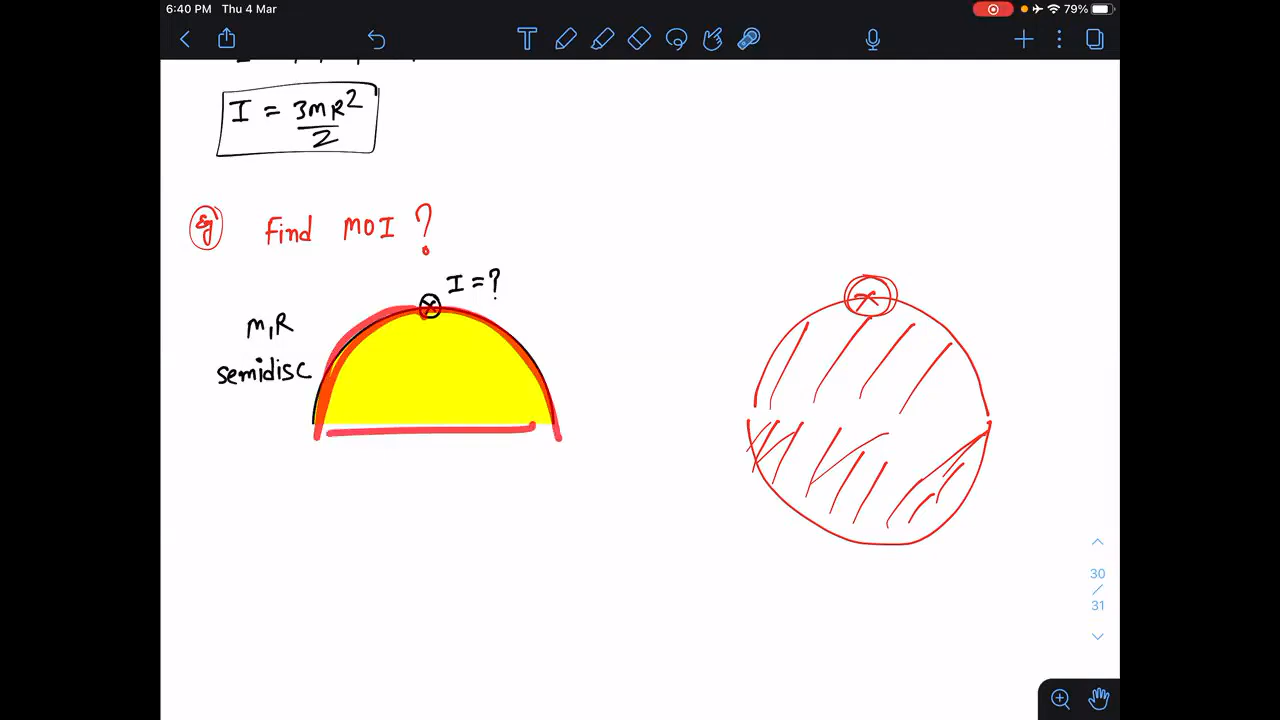 6:40 PM Thu 4 Mar 79%
I = 3mR²/2
Eg Find MOI ?
I = ?
m,R
semidisc
30
/
31